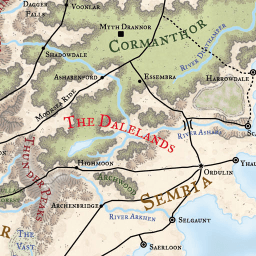 DAGGER
FALLS
VOONLAR
MYTH DRANNOR
SHADOWDALE
CORMANTHOR
RIVER DUATHAMPER
ASHABENFORD
ESSEMBRA
HARROWDALE
MOONSEA RIDE
THE DALELANDS
RIVER ASHABA
THUNDER PEAKS
HIGHMOON
ARCHWOOD
ORDULIN
YHAU
SEMBIA
ARCHENBRIDGE
RIVER ARKHEN
SELGAUNT
SAERLOON
R
THE
VAST